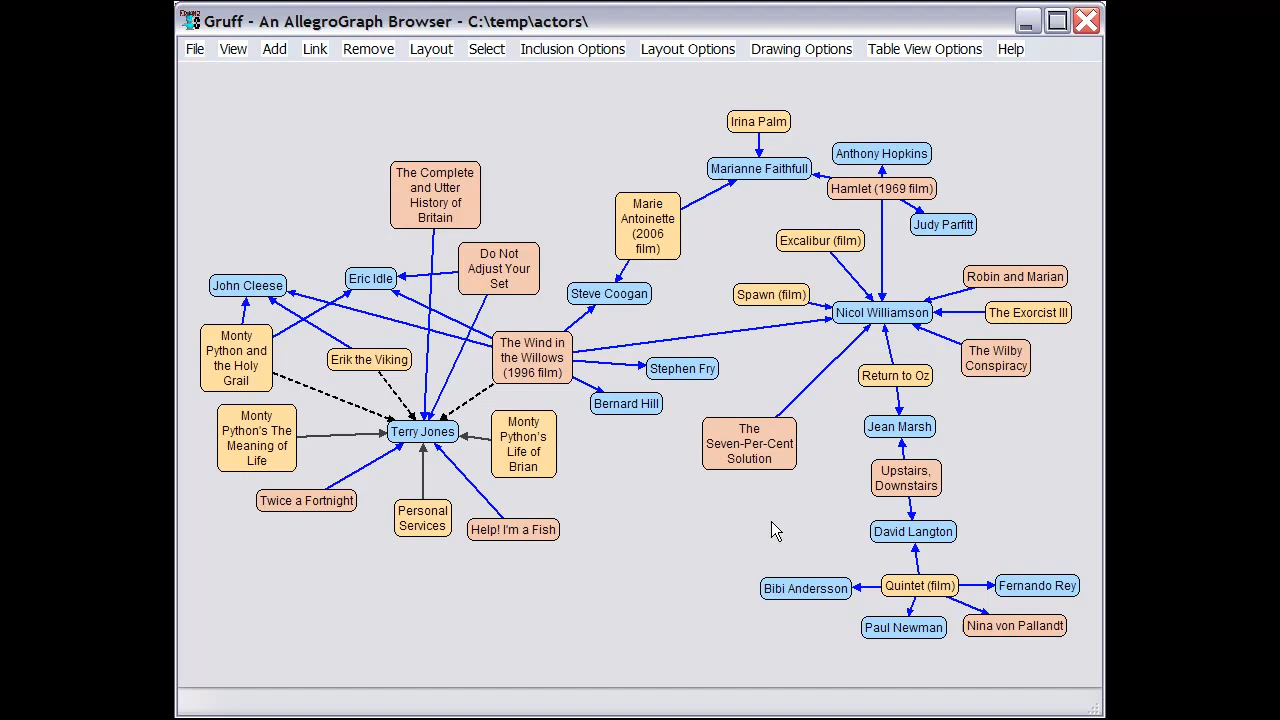 Gruff - An AllegroGraph Browser - C:\temp\actors\
File View Add Link Remove Layout Select Inclusion Options Layout Options Drawing Options Table View Options Help
Irina Palm
Anthony Hopkins
Marianne Faithfull
Hamlet (1969 film)
Judy Parfitt
The Complete
and Utter
History of
Britain
Marie
Antoinette
(2006
film)
Excalibur (film)
Do Not
Adjust Your
Set
Eric Idle
John Cleese
Steve Coogan
Spawn (film)
Robin and Marian
Nicol Williamson
The Exorcist III
Monty
Python and
the Holy
Grail
Erik the Viking
The Wind in
the Willows
(1996 film)
Stephen Fry
Bernard Hill
The Wilby
Conspiracy
Return to Oz
Monty
Python's The
Meaning of
Life
Terry Jones
Monty
Python's
Life of
Brian
The
Seven-Per-Cent
Solution
Jean Marsh
Upstairs,
Downstairs
Twice a Fortnight
Personal
Services
Help! I'm a Fish
David Langton
Bibi Andersson
Quintet (film)
Fernando Rey
Paul Newman
Nina von Pallandt